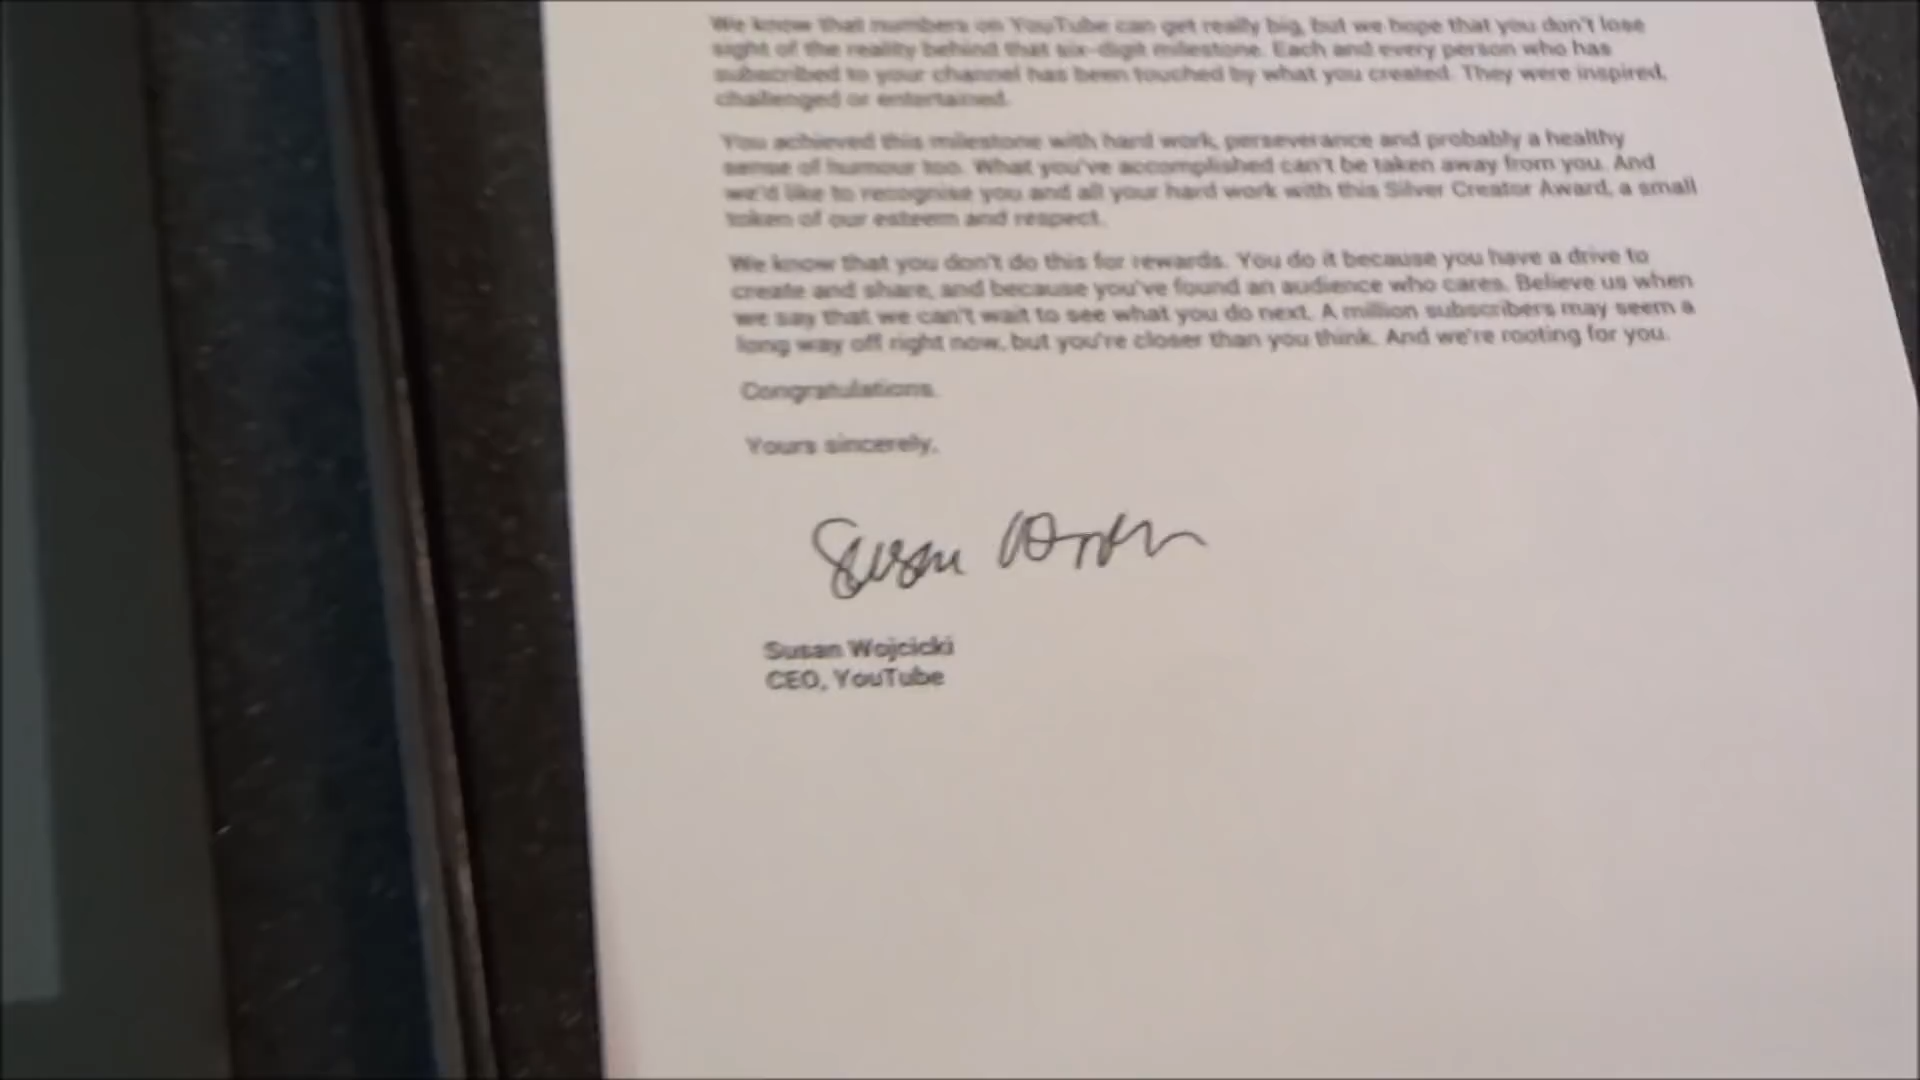 We know that numbers on YouTube can get really big, but we hope that you don't lose
sight of the reality behind that six-digit milestone. Each and every person who has
subscribed to your channel has been touched by what you created. They were inspired,
challenged or entertained.
You achieved this milestone with hard work, perseverance and probably a healthy
sense of humour too. What you've accomplished can't be taken away from you. And
we'd like to recognise you and all your hard work with this Silver Creator Award, a small
token of our esteem and respect.
We know that you don't do this for rewards. You do it because you have a drive to
create and share, and because you've found an audience who cares. Believe us when
we say that we can't wait to see what you do next. A million subscribers may seem a
long way off right now, but you're closer than you think. And we're rooting for you.
Congratulations.
Yours sincerely,
Susan
Susan Wojcicki
CEO, YouTube